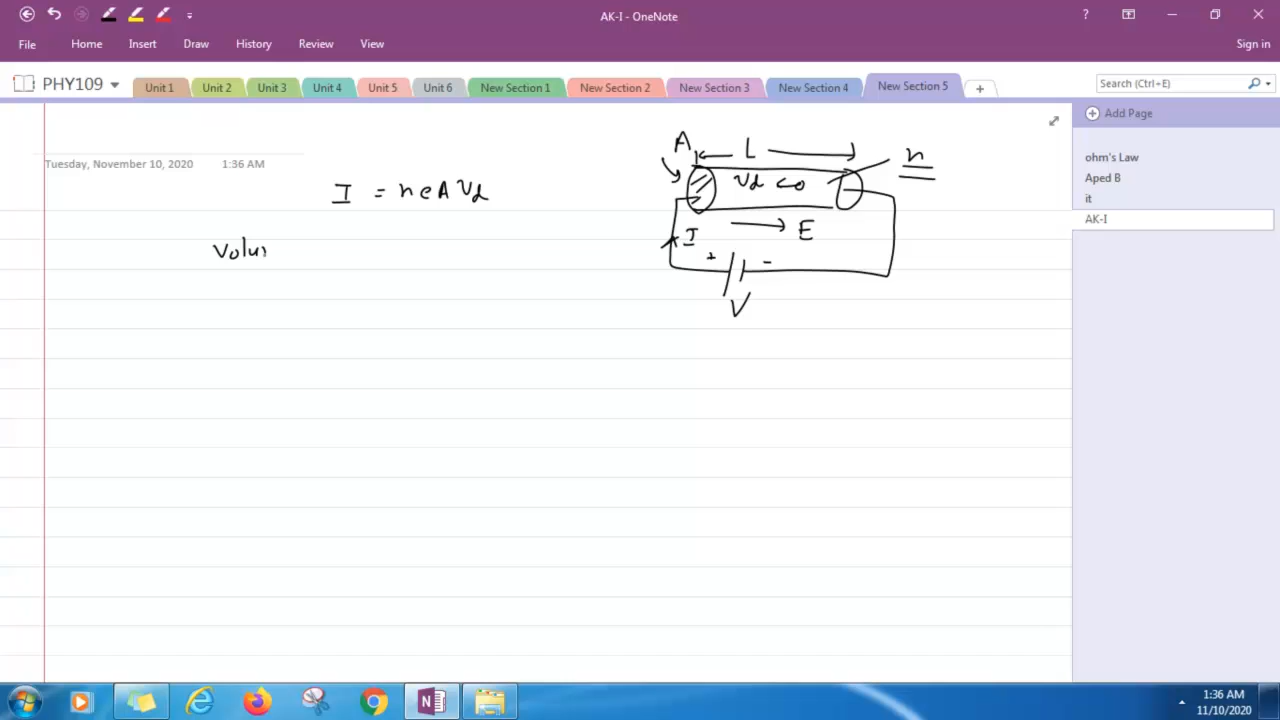 AK-I - OneNote
?
File Home Insert Draw History Review View
Sign in
PHY109 Unit 1 Unit 2 Unit 3 Unit 4 Unit 5 Unit 6 New Section 1 New Section 2 New Section 3 New Section 4 New Section 5 +
Search (Ctrl+E)
Add Page
ohm's Law
Aped B
it
AK-I
Tuesday, November 10, 2020 1:36 AM
I = neAVd
Volu
A L n
Vd
I E
+ -
V
1:36 AM
11/10/2020